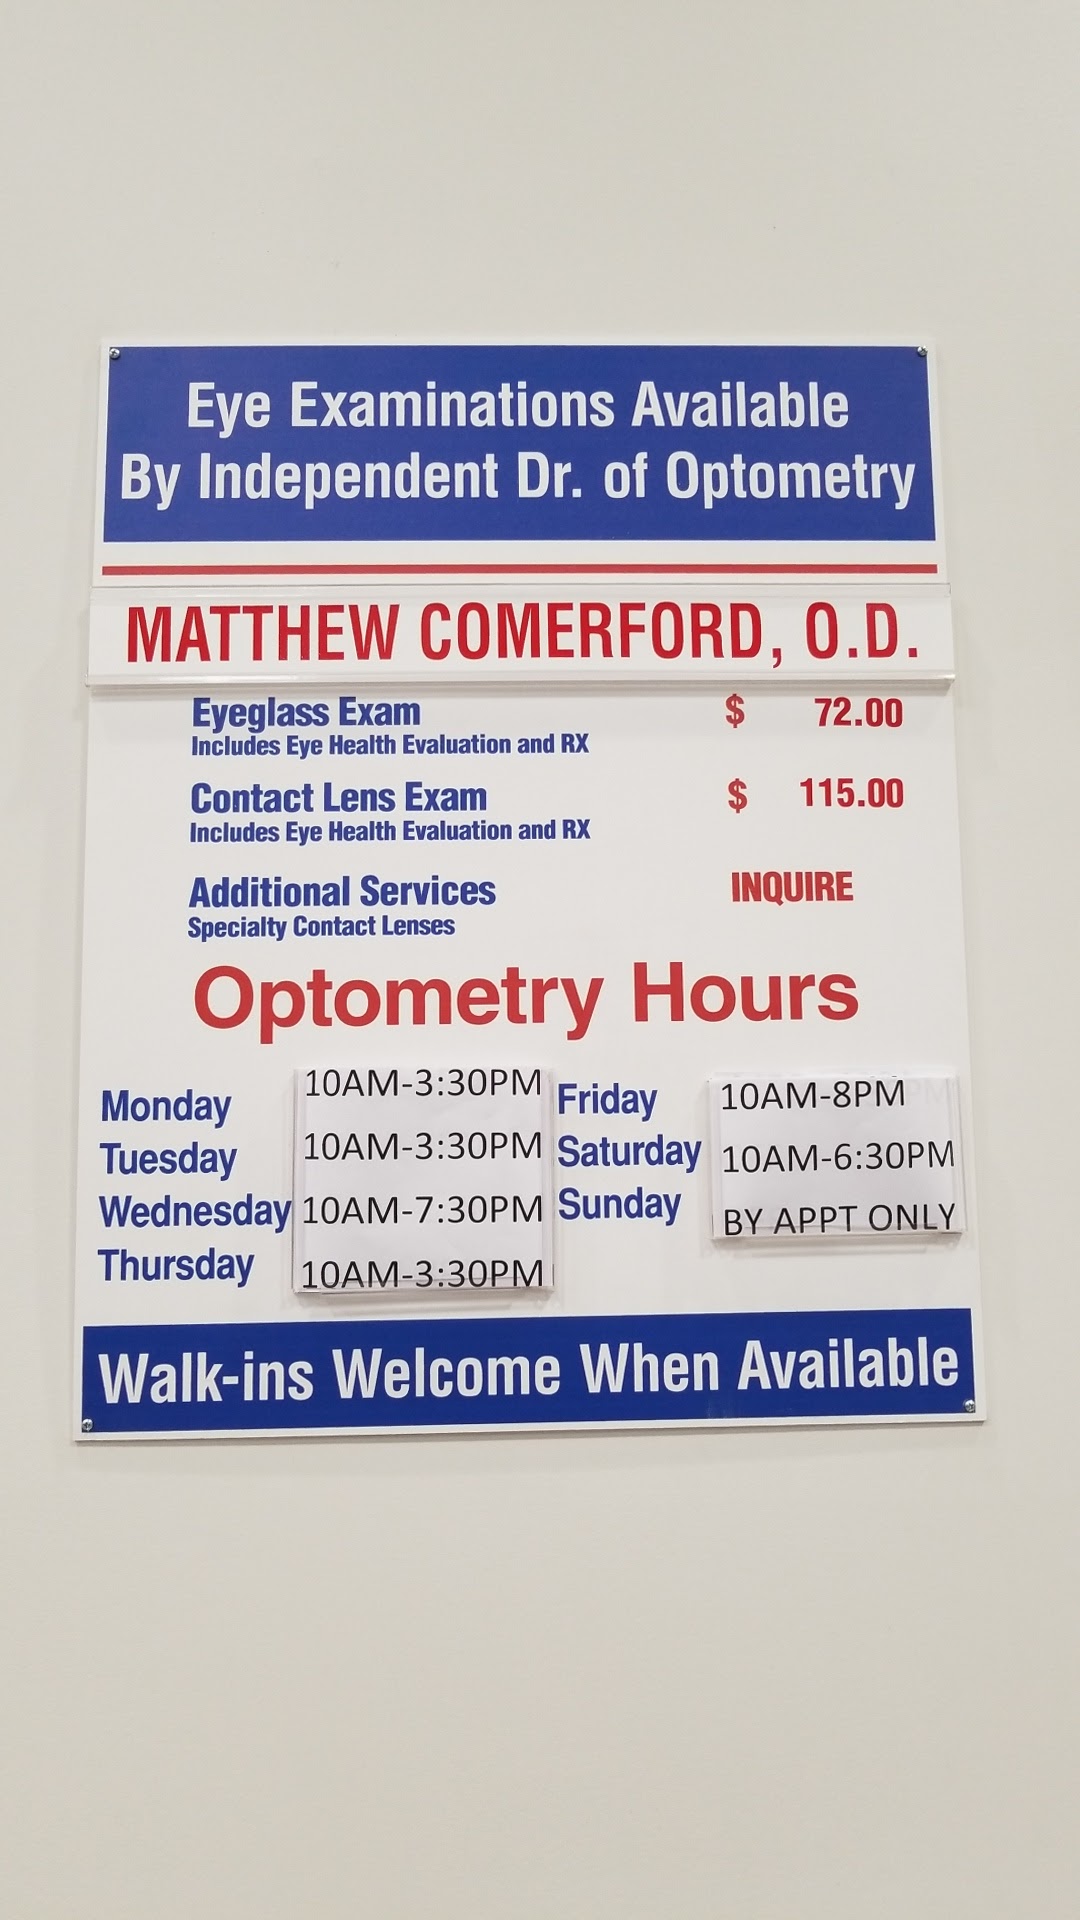 Eye Examinations Available
By Independent Dr. of Optometry
MATTHEW COMERFORD, O.D.
Eyeglass Exam $ 72.00
Includes Eye Health Evaluation and RX
Contact Lens Exam $ 115.00
Includes Eye Health Evaluation and RX
Additional Services INQUIRE
Specialty Contact Lenses
Optometry Hours
Monday 10AM-3:30PM
Tuesday 10AM-3:30PM
Wednesday 10AM-7:30PM
Thursday 10AM-3:30PM
Friday 10AM-8PM
Saturday 10AM-6:30PM
Sunday BY APPT ONLY
Walk-ins Welcome When Available